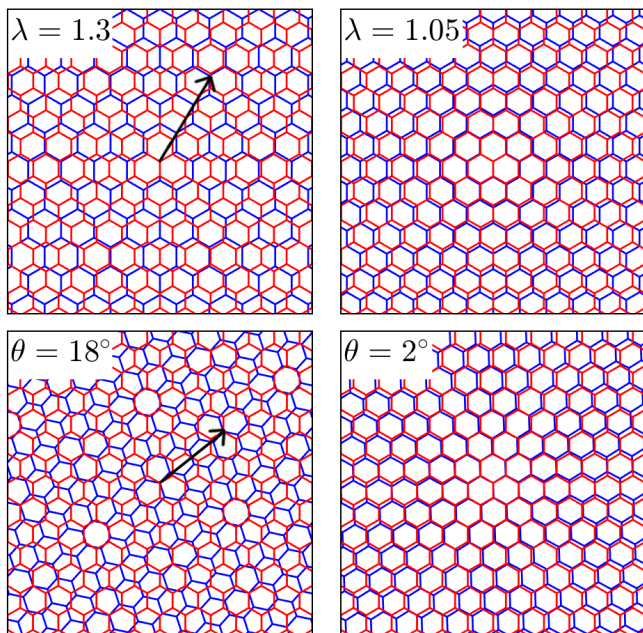 λ = 1.3
λ = 1.05
θ = 18°
θ = 2°